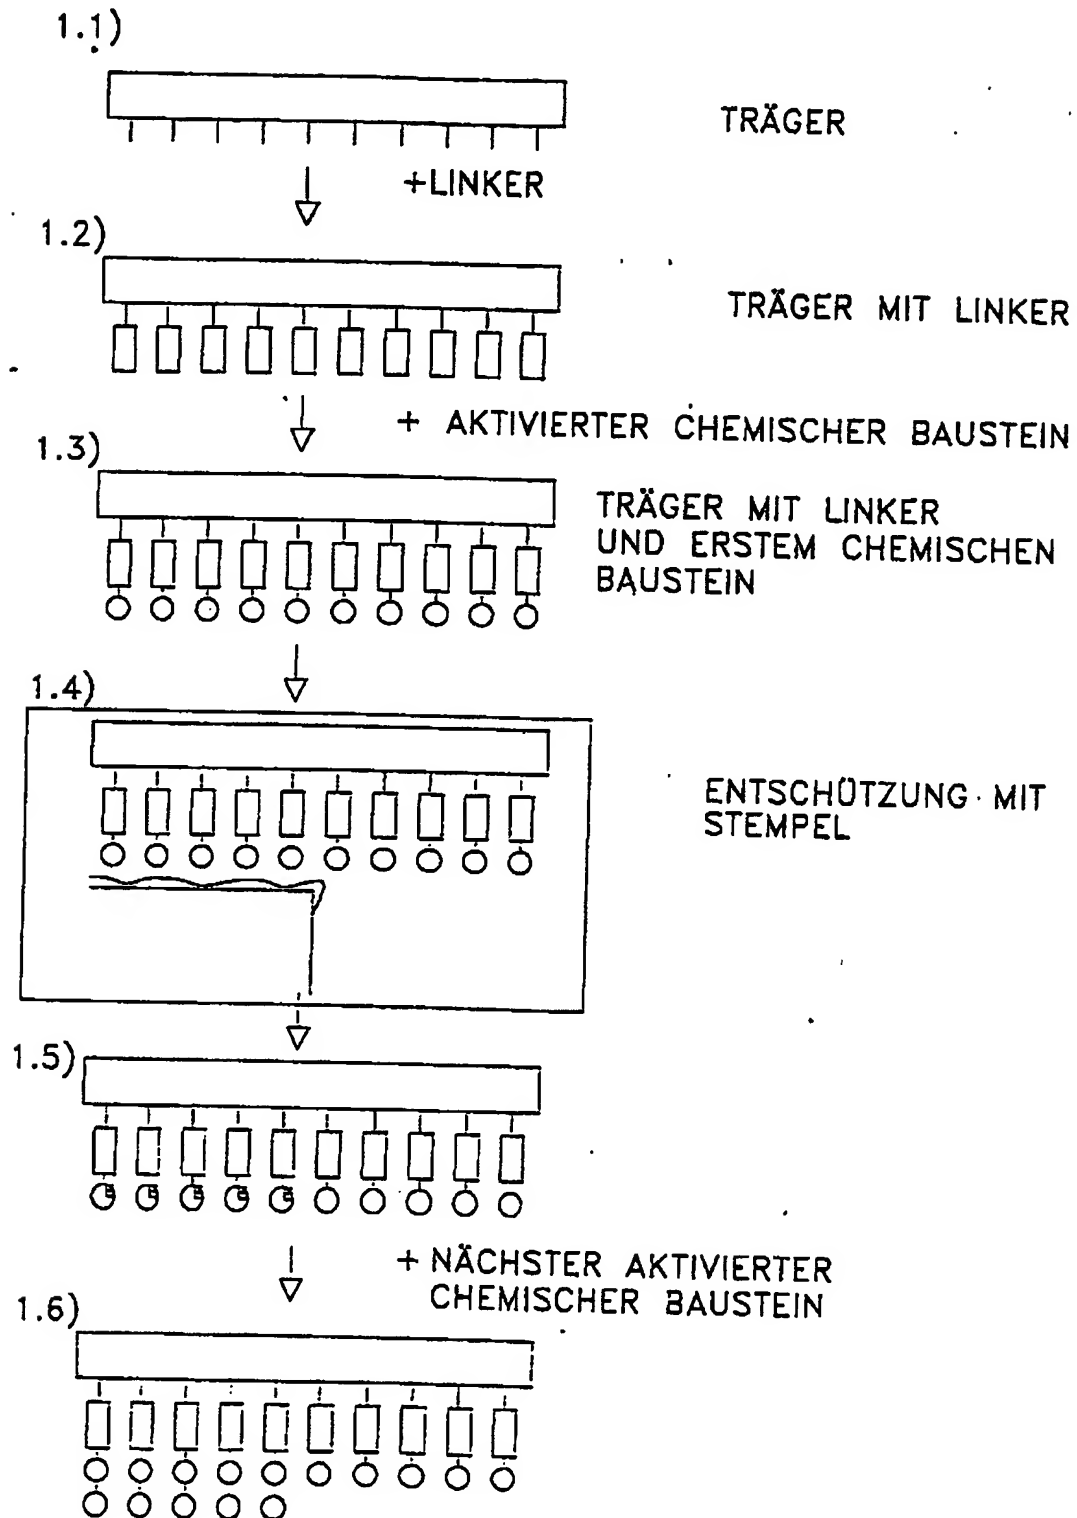 1.1)
TRÄGER
+LINKER
1.2)
TRÄGER MIT LINKER
+ AKTIVIERTER CHEMISCHER BAUSTEIN
1.3)
TRÄGER MIT LINKER
UND ERSTEM CHEMISCHEN
BAUSTEIN
1.4)
ENTSCHÜTZUNG MIT
STEMPEL
1.5)
+ NÄCHSTER AKTIVIERTER
CHEMISCHER BAUSTEIN
1.6)